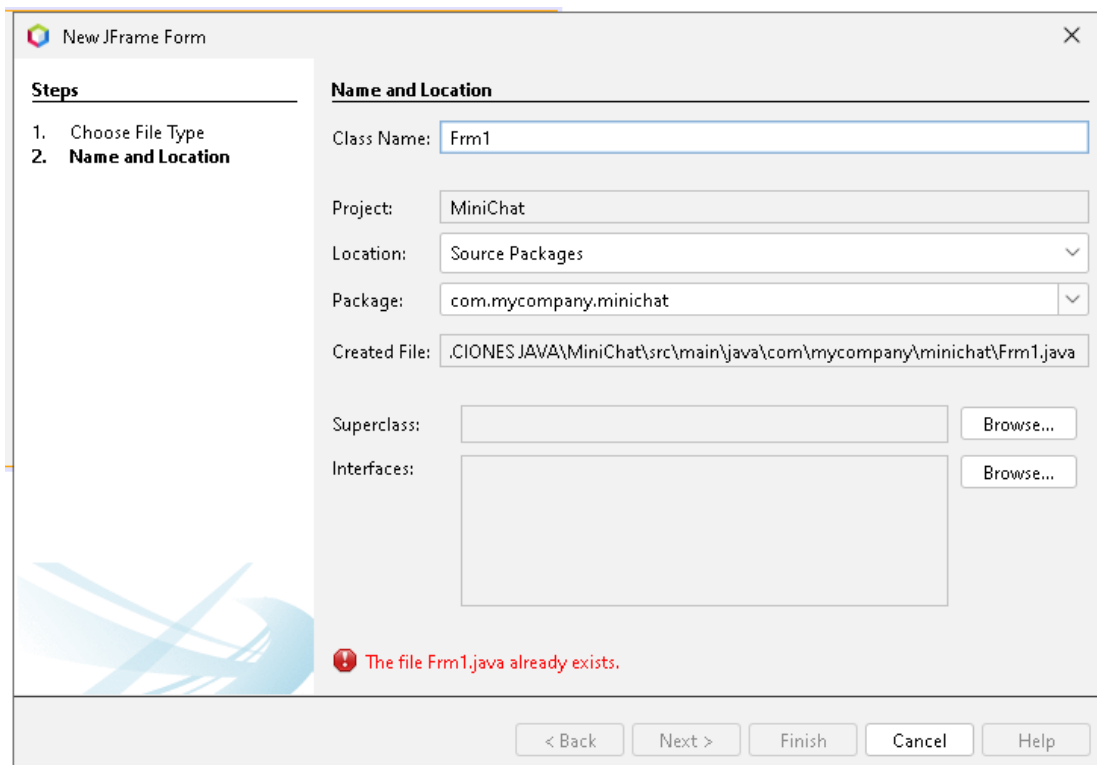 New JFrame Form
Steps
1. Choose File Type
2. Name and Location
Name and Location
Class Name: Frm1
Project: MiniChat
Location: Source Packages
Package: com.mycompany.minichat
Created File: .CIONES JAVA\MiniChat\src\main\java\com\mycompany\minichat\Frm1.java
Superclass: Browse...
Interfaces: Browse...
The file Frm1.java already exists.
< Back Next > Finish Cancel Help